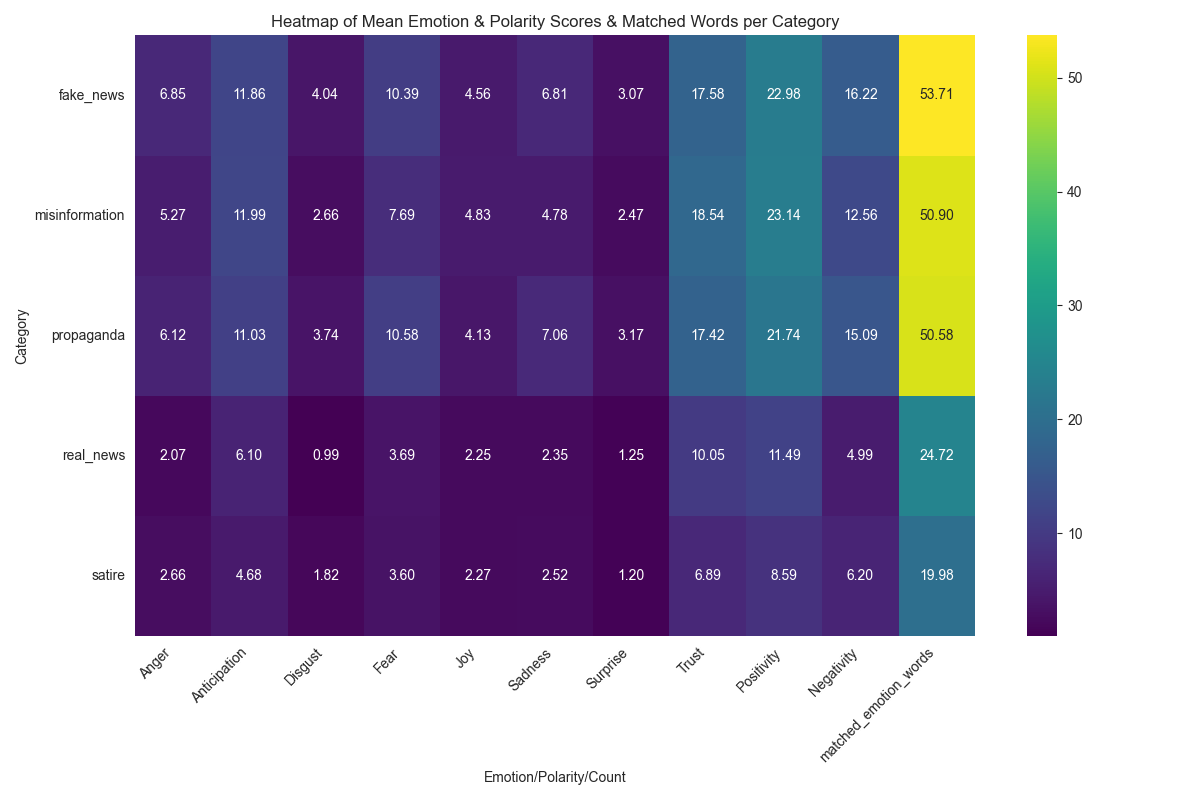 Heatmap of Mean Emotion & Polarity Scores & Matched Words per Category
fake_news 6.85 11.86 4.04 10.39 4.56 6.81 3.07 17.58 22.98 16.22 53.71
misinformation 5.27 11.99 2.66 7.69 4.83 4.78 2.47 18.54 23.14 12.56 50.90
propaganda 6.12 11.03 3.74 10.58 4.13 7.06 3.17 17.42 21.74 15.09 50.58
real_news 2.07 6.10 0.99 3.69 2.25 2.35 1.25 10.05 11.49 4.99 24.72
satire 2.66 4.68 1.82 3.60 2.27 2.52 1.20 6.89 8.59 6.20 19.98
Category
Anger Anticipation Disgust Fear Joy Sadness Surprise Trust Positivity Negativity matched_emotion_words
Emotion/Polarity/Count
50
40
30
20
10